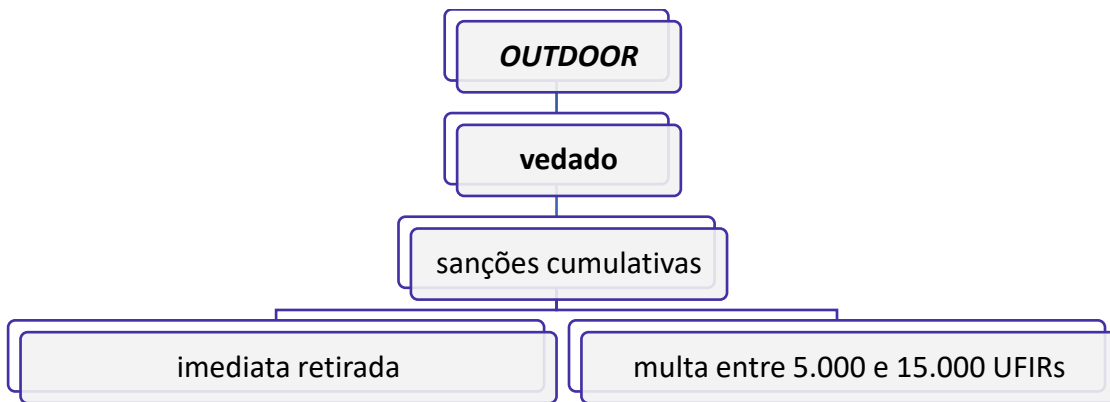 OUTDOOR
vedado
sanções cumulativas
imediata retirada
multa entre 5.000 e 15.000 UFIRs